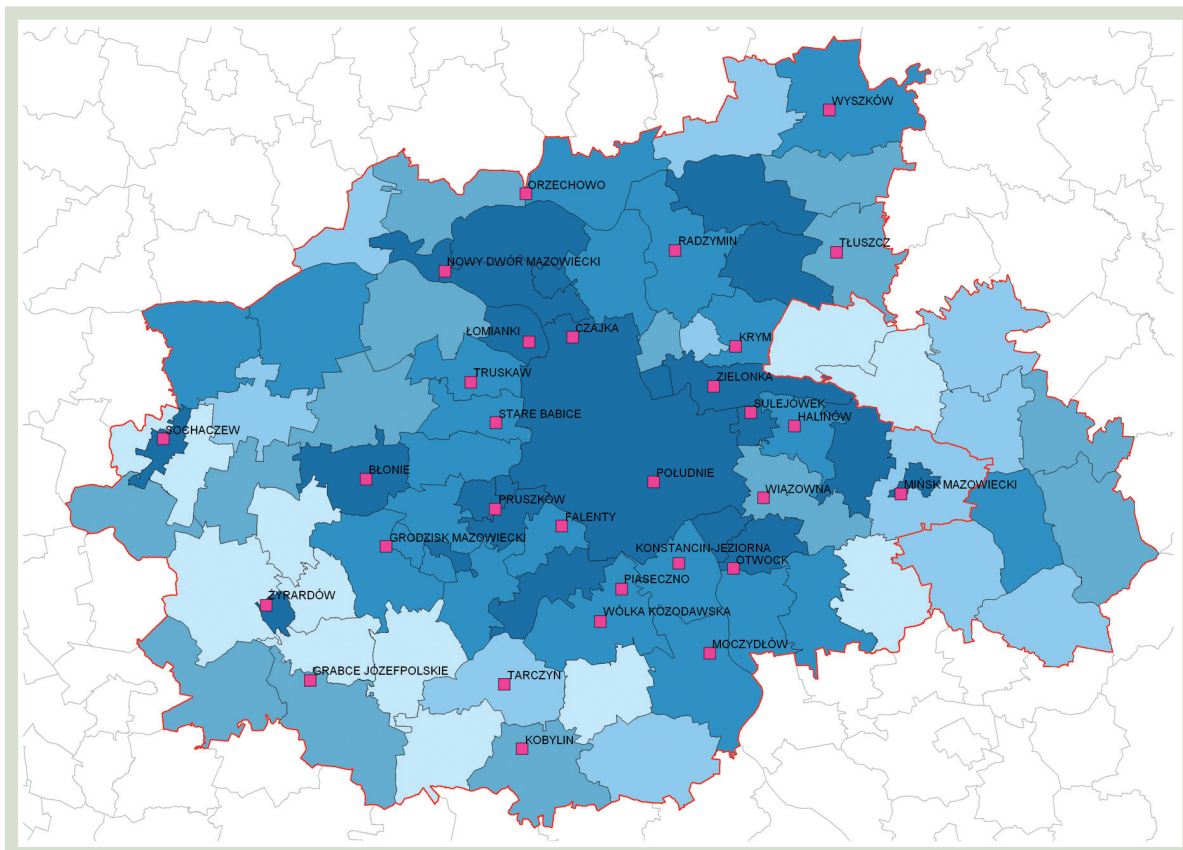 WYSZKÓW
ORZECHOWO
RADZYMIN
TŁUSZCZ
NOWY DWÓR MAZOWIECKI
ŁOMIANKI
CZAJKA
KRYM
TRUSKAW
ZIELONKA
SULEJÓWEK
STARE BABICE
HALINÓW
SOCHACZEW
BŁONIE
POŁUDNIE
MIŃSK MAZOWIECKI
WIĄZOWNA
PRUSZKÓW
FALENTY
GRODZISK MAZOWIECKI
KONSTANCIN-JEZIORNA
OTWOCK
PIASECZNO
ŻYRARDÓW
WÓLKA KOZODAWSKA
MOCZYDŁÓW
GRABCE JÓZEFPOLSKIE
TARCZYN
KOBYLIN